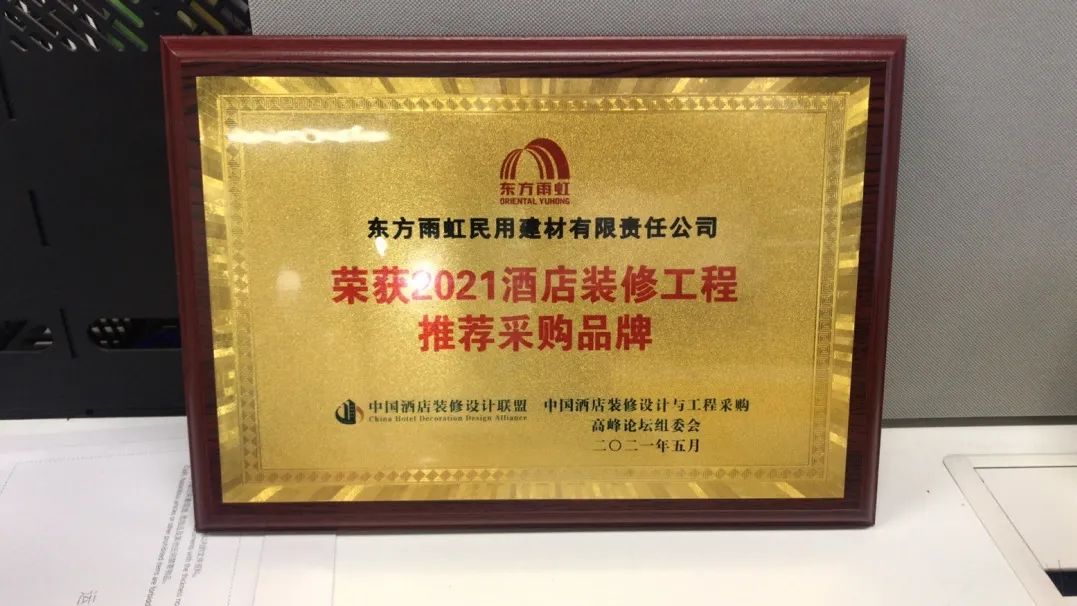 东方雨虹
ORIENTAL YUHONG
东方雨虹民用建材有限责任公司
荣获2021酒店装修工程
推荐采购品牌
中国酒店装修设计联盟
China Hotel Decoration Design Alliance
中国酒店装修设计与工程采购
高峰论坛组委会
二〇二一年五月